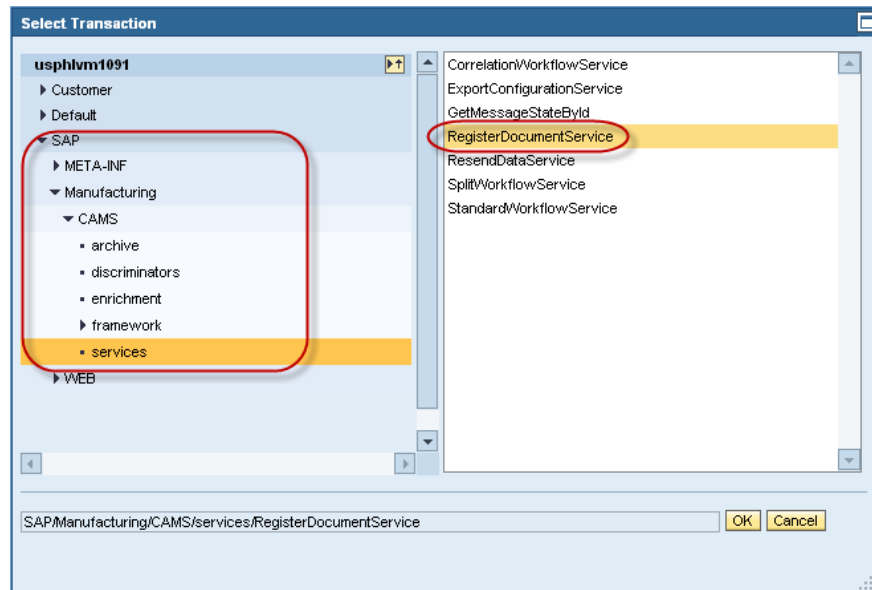 Select Transaction
usphlvm1091
Customer
Default
SAP
META-INF
Manufacturing
CAMS
archive
discriminators
enrichment
framework
services
WEB
CorrelationWorkflowService
ExportConfigurationService
GetMessageStateById
RegisterDocumentService
ResendDataService
SplitWorkflowService
StandardWorkflowService
SAP/Manufacturing/CAMS/services/RegisterDocumentService
OK Cancel